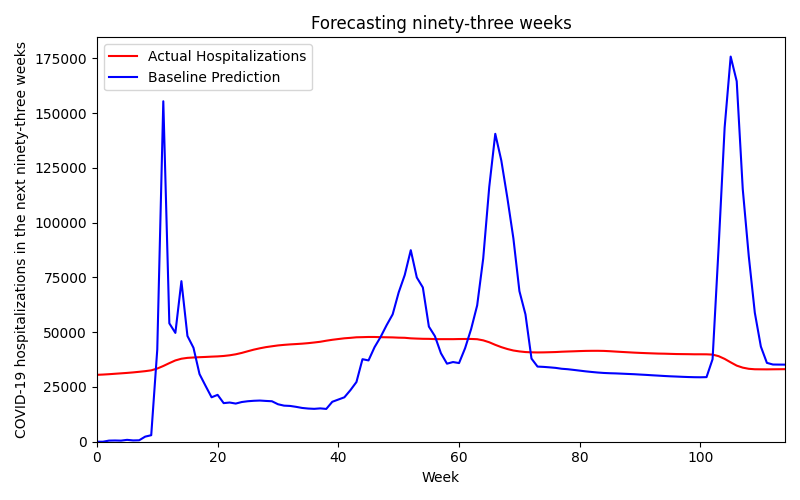 Forecasting ninety-three weeks
Actual Hospitalizations
Baseline Prediction
COVID-19 hospitalizations in the next ninety-three weeks
175000
150000
125000
100000
75000
50000
25000
0
0 20 40 60 80 100
Week